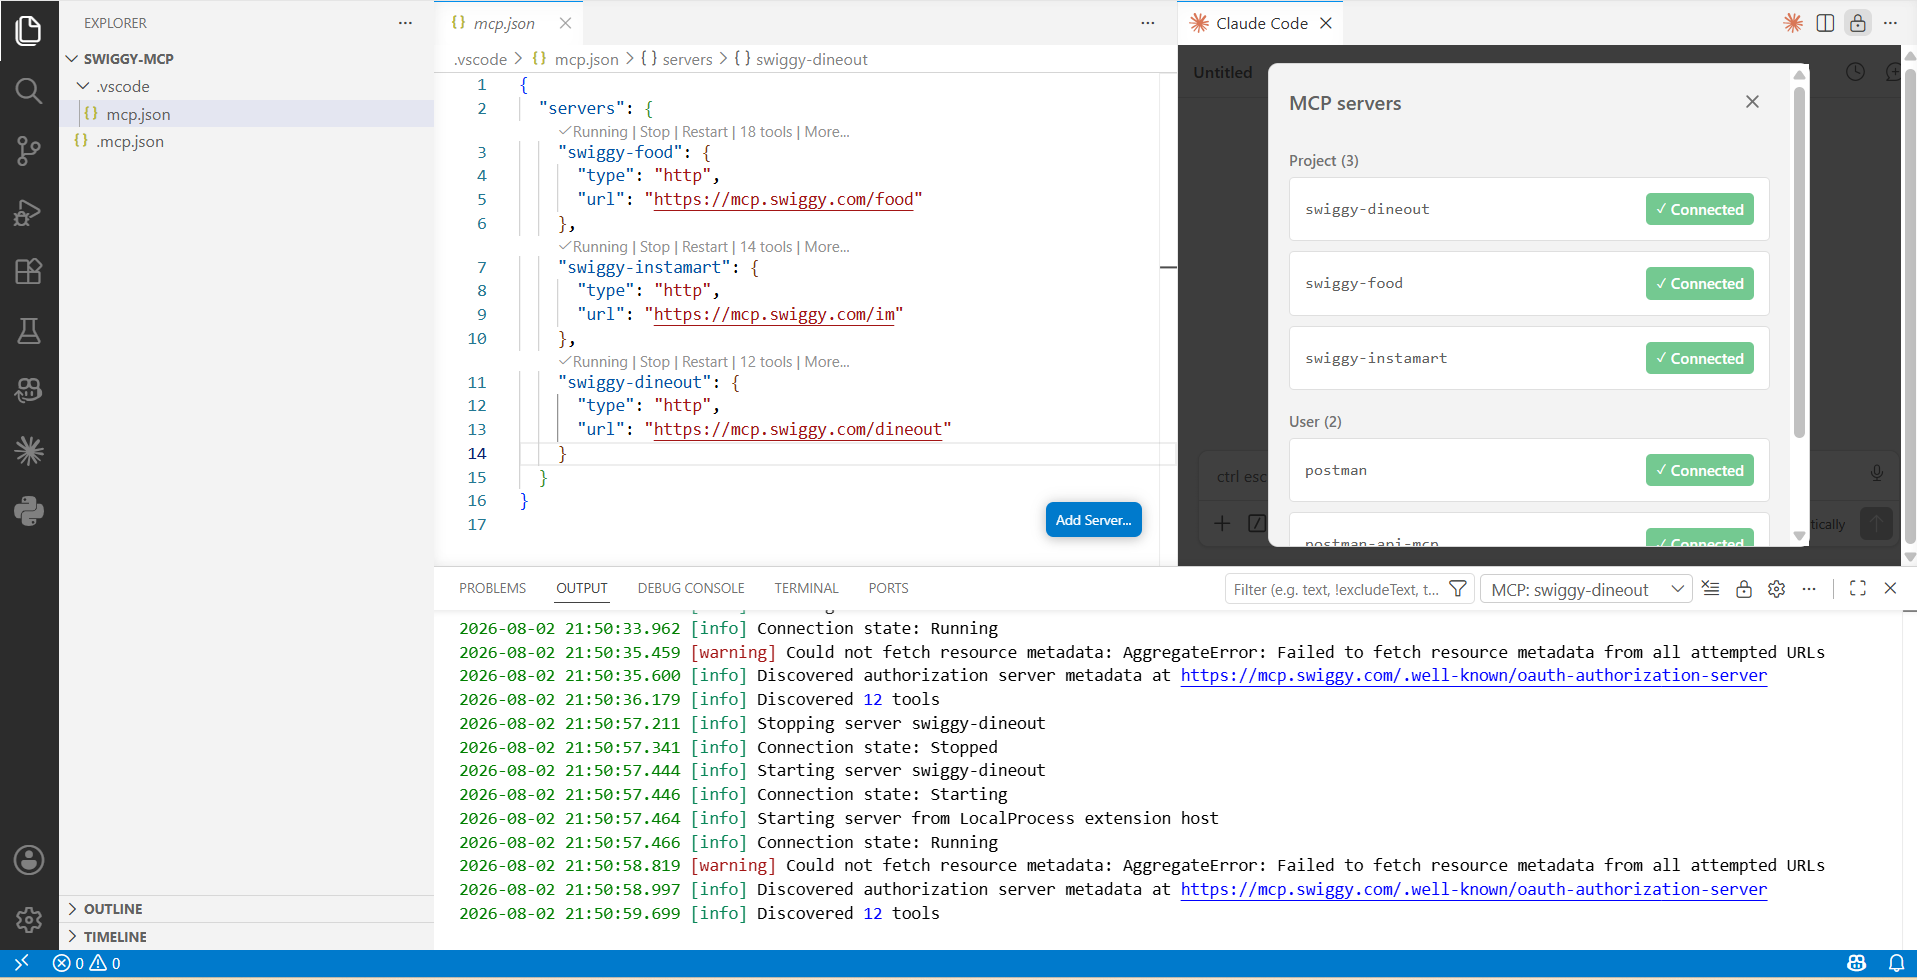 EXPLORER
SWIGGY-MCP
.vscode
{} mcp.json
{} .mcp.json
OUTLINE
TIMELINE
{} mcp.json
.vscode > {} mcp.json > {} servers > {} swiggy-dineout
1 {
2 "servers": {
✓Running | Stop | Restart | 18 tools | More...
3 "swiggy-food": {
4 "type": "http",
5 "url": "https://mcp.swiggy.com/food"
6 },
✓Running | Stop | Restart | 14 tools | More...
7 "swiggy-instamart": {
8 "type": "http",
9 "url": "https://mcp.swiggy.com/im"
10 },
✓Running | Stop | Restart | 12 tools | More...
11 "swiggy-dineout": {
12 "type": "http",
13 "url": "https://mcp.swiggy.com/dineout"
14 }
15 }
16 }
17
Add Server...
Claude Code
Untitled
MCP servers
Project (3)
swiggy-dineout ✓ Connected
swiggy-food ✓ Connected
swiggy-instamart ✓ Connected
User (2)
postman ✓ Connected
postman-api-mcp ✓ Connected
ctrl esc
tically
PROBLEMS OUTPUT DEBUG CONSOLE TERMINAL PORTS
Filter (e.g. text, !excludeText, t...
MCP: swiggy-dineout
2026-08-02 21:50:33.962 [info] Connection state: Running
2026-08-02 21:50:35.459 [warning] Could not fetch resource metadata: AggregateError: Failed to fetch resource metadata from all attempted URLs
2026-08-02 21:50:35.600 [info] Discovered authorization server metadata at https://mcp.swiggy.com/.well-known/oauth-authorization-server
2026-08-02 21:50:36.179 [info] Discovered 12 tools
2026-08-02 21:50:57.211 [info] Stopping server swiggy-dineout
2026-08-02 21:50:57.341 [info] Connection state: Stopped
2026-08-02 21:50:57.444 [info] Starting server swiggy-dineout
2026-08-02 21:50:57.446 [info] Connection state: Starting
2026-08-02 21:50:57.464 [info] Starting server from LocalProcess extension host
2026-08-02 21:50:57.466 [info] Connection state: Running
2026-08-02 21:50:58.819 [warning] Could not fetch resource metadata: AggregateError: Failed to fetch resource metadata from all attempted URLs
2026-08-02 21:50:58.997 [info] Discovered authorization server metadata at https://mcp.swiggy.com/.well-known/oauth-authorization-server
2026-08-02 21:50:59.699 [info] Discovered 12 tools
0 0